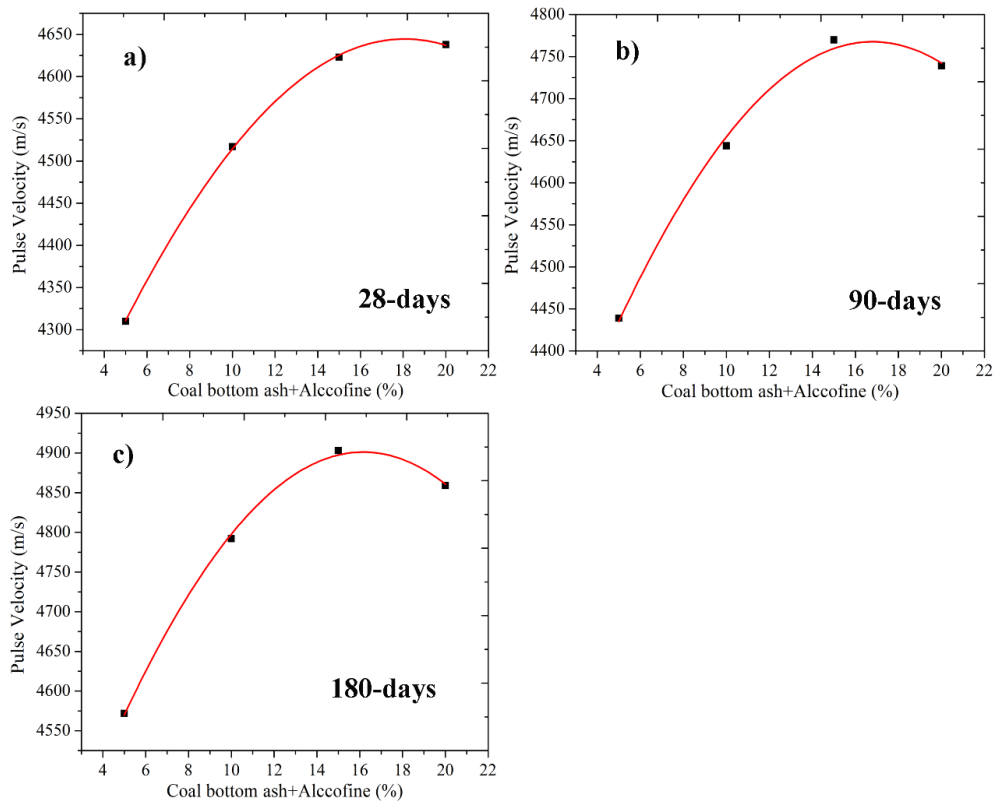 a)
Pulse Velocity (m/s)
4650
4600
4550
4500
4450
4400
4350
4300
28-days
4 6 8 10 12 14 16 18 20 22
Coal bottom ash+Alccofine (%)
b)
Pulse Velocity (m/s)
4800
4750
4700
4650
4600
4550
4500
4450
4400
90-days
4 6 8 10 12 14 16 18 20 22
Coal bottom ash+Alccofine (%)
c)
Pulse Velocity (m/s)
4950
4900
4850
4800
4750
4700
4650
4600
4550
180-days
4 6 8 10 12 14 16 18 20 22
Coal bottom ash+Alccofine (%)